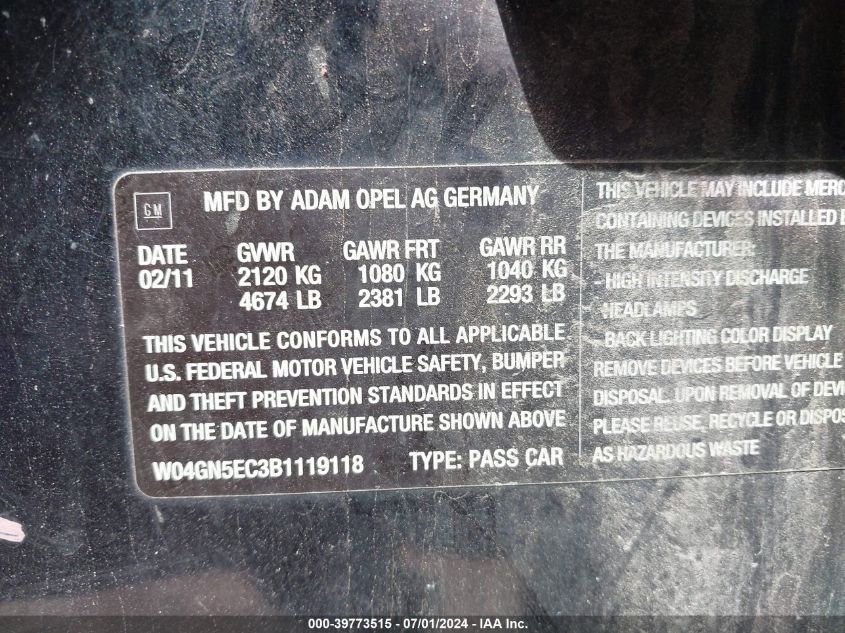 GM
MFD BY ADAM OPEL AG GERMANY
DATE GVWR GAWR FRT GAWR RR
02/11 2120 KG 1080 KG 1040 KG
4674 LB 2381 LB 2293 LB
THIS VEHICLE CONFORMS TO ALL APPLICABLE
U.S. FEDERAL MOTOR VEHICLE SAFETY, BUMPER
AND THEFT PREVENTION STANDARDS IN EFFECT
ON THE DATE OF MANUFACTURE SHOWN ABOVE
W04GN5EC3B1119118 TYPE: PASS CAR
THIS VEHICLE MAY INCLUDE MERC
CONTAINING DEVICES INSTALLED B
THE MANUFACTURER:
- HIGH INTENSITY DISCHARGE
HEADLAMPS
- BACK LIGHTING COLOR DISPLAY
REMOVE DEVICES BEFORE VEHICLE
DISPOSAL. UPON REMOVAL OF DEVI
PLEASE REUSE, RECYCLE OR DISPOS
AS HAZARDOUS WASTE
000-39773515 - 07/01/2024 - IAA Inc.